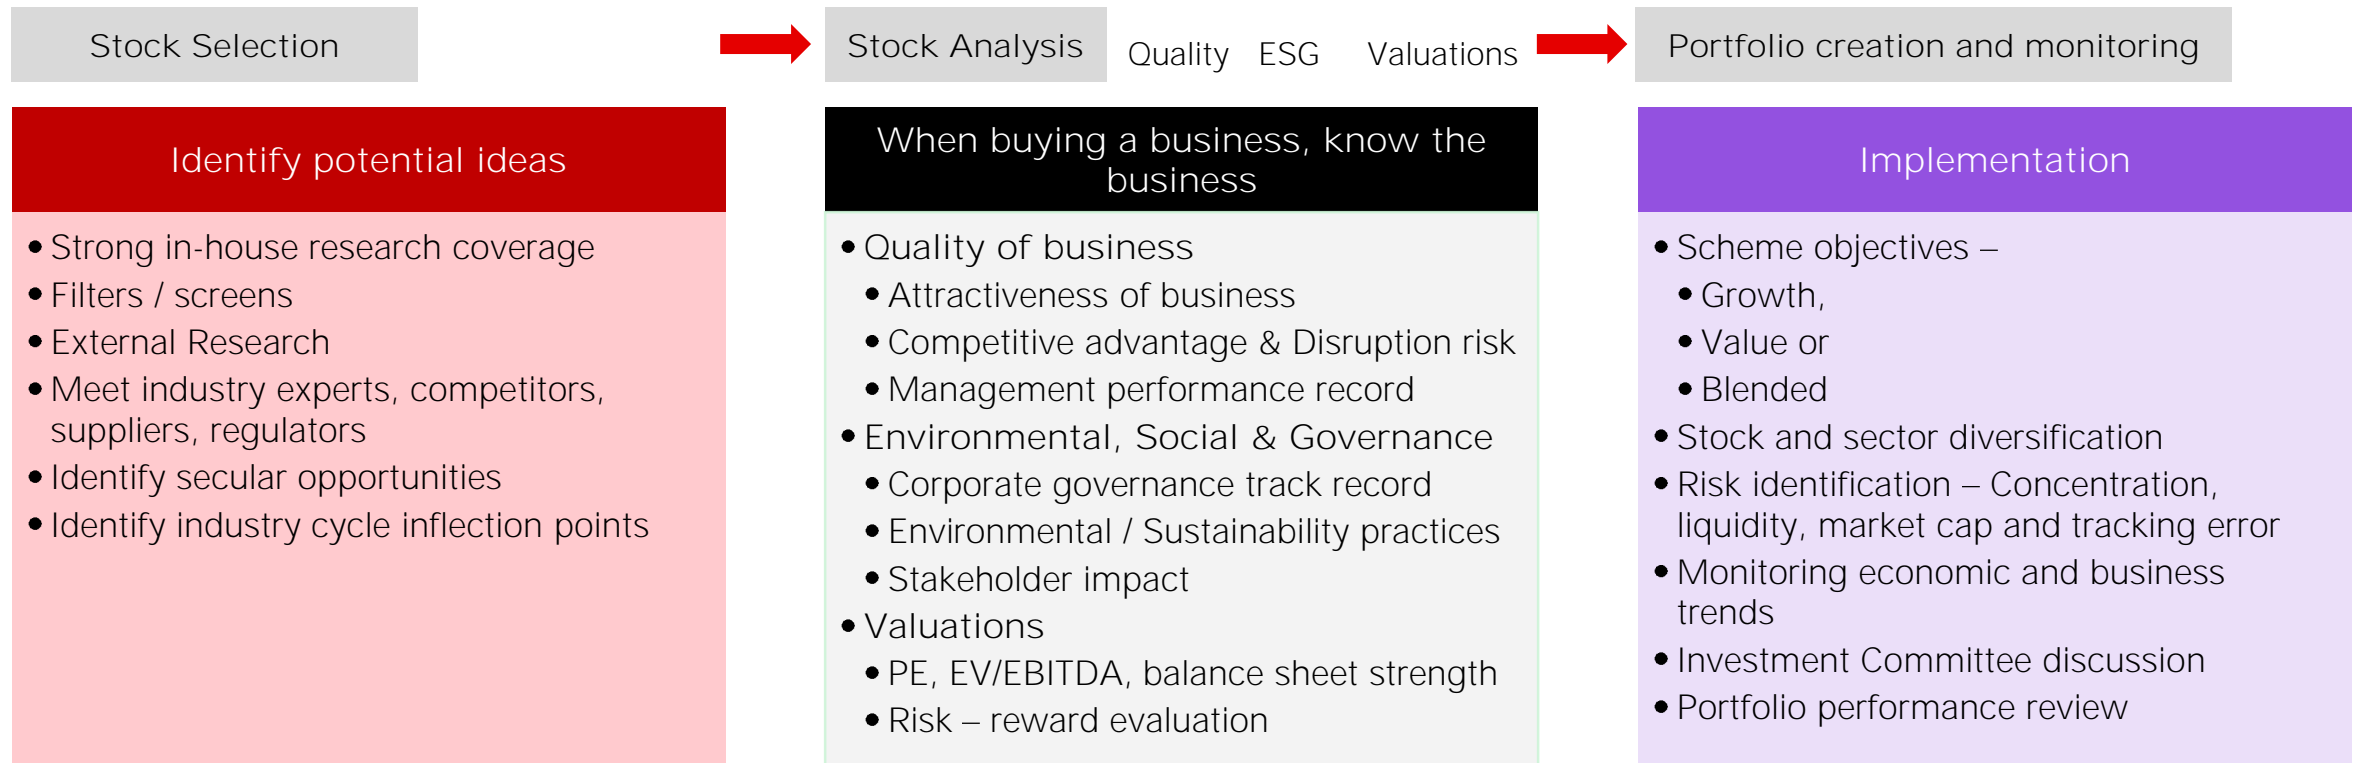 Stock Selection
Stock Analysis
Quality ESG Valuations
Portfolio creation and monitoring
Identify potential ideas
• Strong in-house research coverage
• Filters / screens
• External Research
• Meet industry experts, competitors,
suppliers, regulators
• Identify secular opportunities
• Identify industry cycle inflection points
When buying a business, know the
business
• Quality of business
• Attractiveness of business
• Competitive advantage & Disruption risk
• Management performance record
• Environmental, Social & Governance
• Corporate governance track record
• Environmental / Sustainability practices
• Stakeholder impact
• Valuations
• PE, EV/EBITDA, balance sheet strength
• Risk – reward evaluation
Implementation
• Scheme objectives –
• Growth,
• Value or
• Blended
• Stock and sector diversification
• Risk identification – Concentration,
liquidity, market cap and tracking error
• Monitoring economic and business
trends
• Investment Committee discussion
• Portfolio performance review